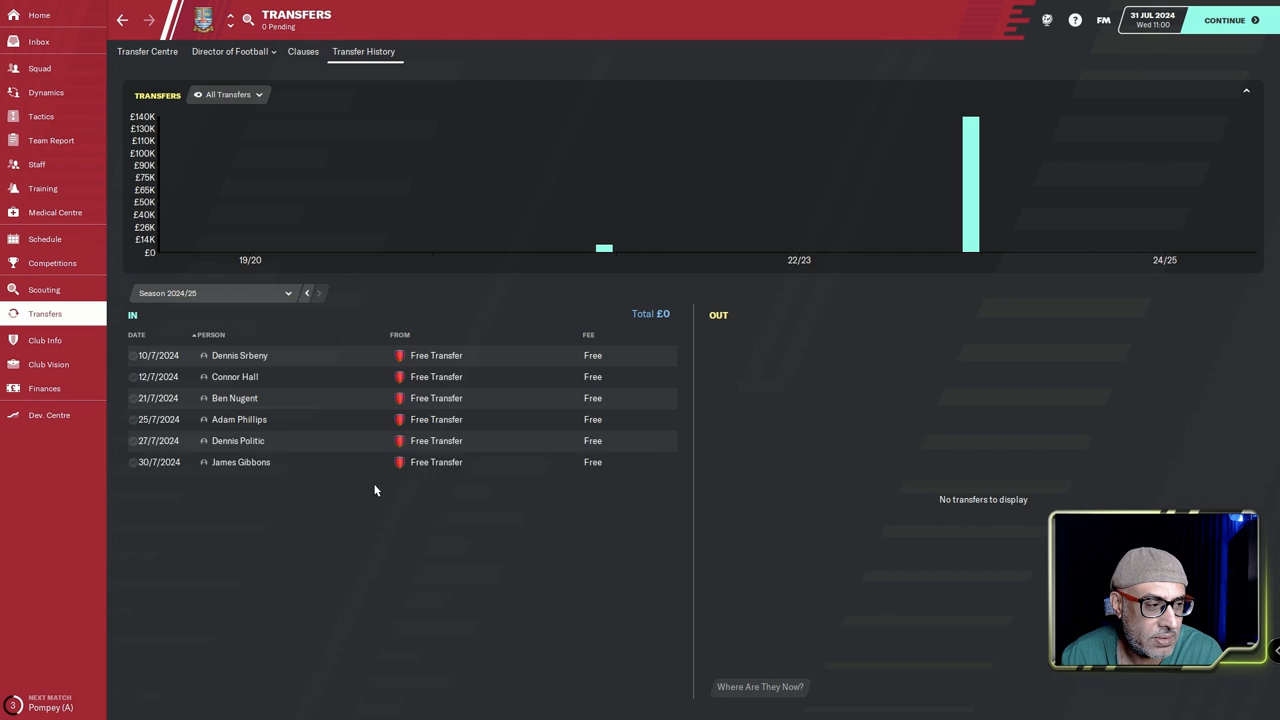 Home
Inbox
Squad
Dynamics
Tactics
Team Report
Staff
Training
Medical Centre
Schedule
Competitions
Scouting
Transfers
Club Info
Club Vision
Finances
Dev. Centre
3
NEXT MATCH
Pompey (A)
TRANSFERS
0 Pending
?
FM
31 JUL 2024
Wed 11:00
CONTINUE
Transfer Centre
Director of Football
Clauses
Transfer History
TRANSFERS
All Transfers
£140K
£130K
£110K
£100K
£90K
£75K
£65K
£50K
£40K
£26K
£14K
£0
19/20
22/23
24/25
Season 2024/25
IN
Total £0
DATE PERSON FROM FEE
10/7/2024 Dennis Srbeny Free Transfer Free
12/7/2024 Connor Hall Free Transfer Free
21/7/2024 Ben Nugent Free Transfer Free
25/7/2024 Adam Phillips Free Transfer Free
27/7/2024 Dennis Politic Free Transfer Free
30/7/2024 James Gibbons Free Transfer Free
OUT
No transfers to display
Where Are They Now?